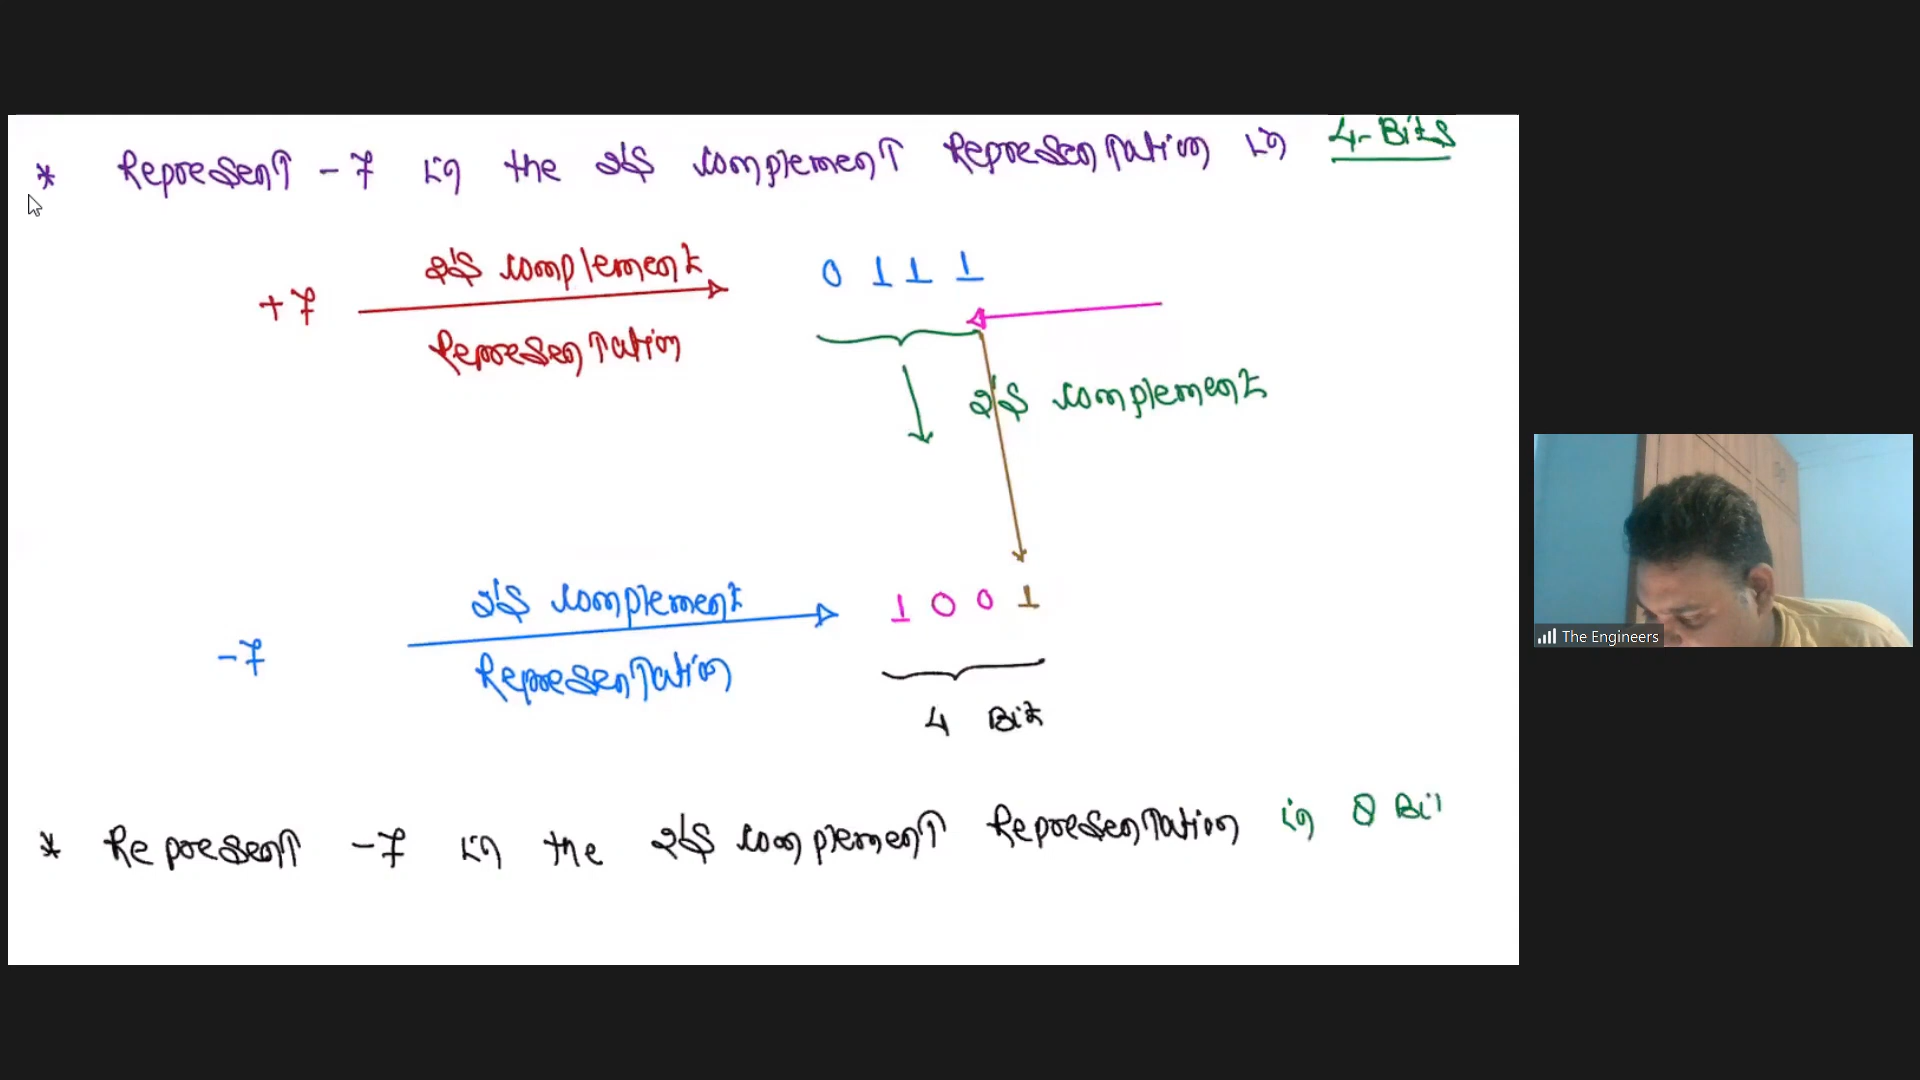 * Represent -7 in the 2's complement Representation in 4-Bits
2's complement
0 1 1 1
+7
Representation
2's complement
2's complement
1 0 0 1
-7
Representation
4 Bit
* Represent -7 in the 2's complement Representation in 8 Bit
The Engineers